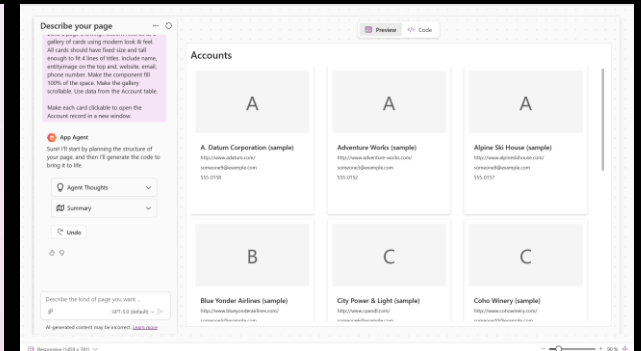 Describe your page
gallery of cards using modern look & feel.
All cards should have fixed size and tall
enough to fit 4 lines of titles. Include name,
entityimage on the top and, website, email,
phone number. Make the component fill
100% of the space. Make the gallery
scrollable. Use data from the Account table.
Make each card clickable to open the
Account record in a new window.
App Agent
Sure! I'll start by planning the structure of
your page, and then I'll generate the code to
bring it to life.
Agent Thoughts
Summary
Undo
Describe the kind of page you want ...
GPT-5.0 (default)
AI-generated content may be incorrect. Learn more
Preview
Code
Accounts
A
A. Datum Corporation (sample)
http://www.adatum.com/
someone9@example.com
555-0158
A
Adventure Works (sample)
http://www.adventure-works.com/
someone3@example.com
555-0152
A
Alpine Ski House (sample)
http://www.alpineskihouse.com/
someone8@example.com
555-0157
B
Blue Yonder Airlines (sample)
http://www.blueyonderairlines.com/
C
City Power & Light (sample)
http://www.cpandl.com/
C
Coho Winery (sample)
http://www.cohowinery.com/
Responsive (1459 x 701)
90 %